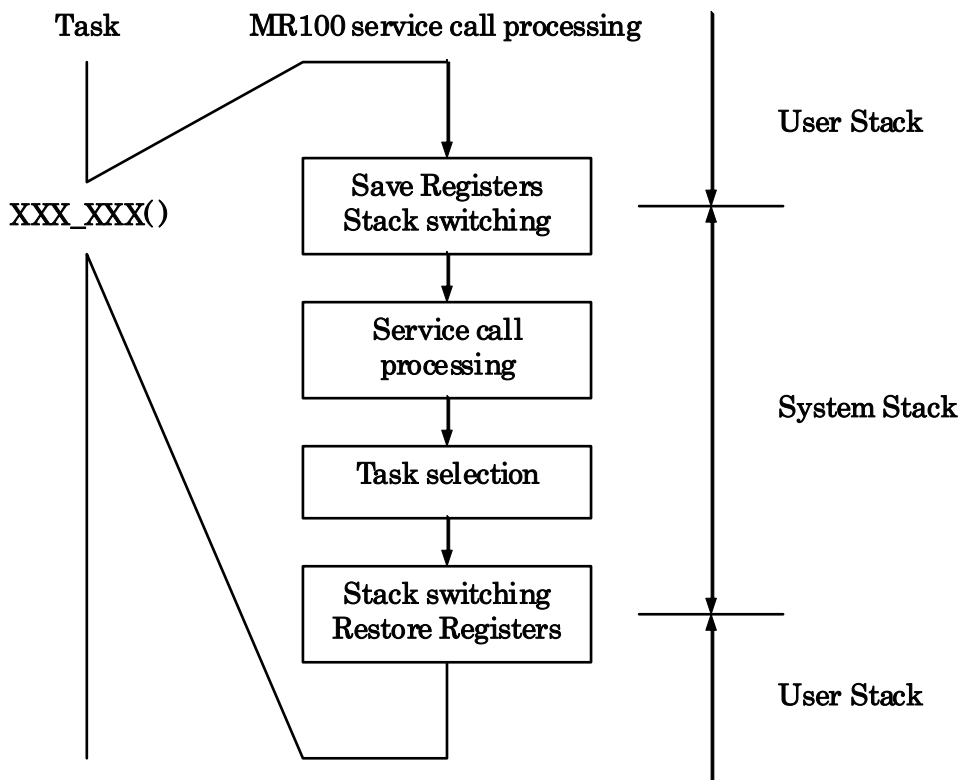 Task
MR100 service call processing
User Stack
Save Registers
Stack switching
XXX_XXX()
Service call
processing
System Stack
Task selection
Stack switching
Restore Registers
User Stack